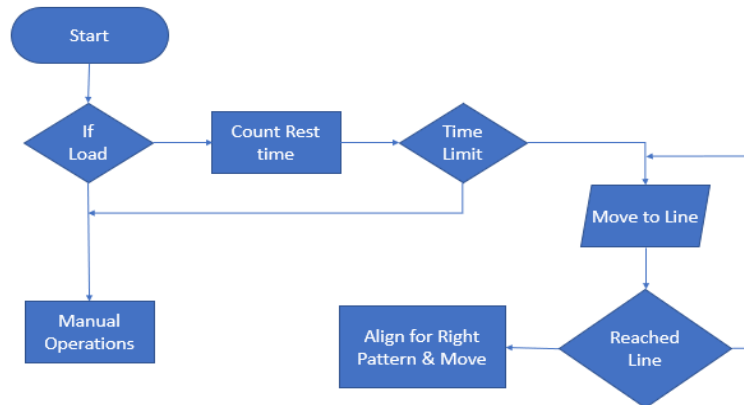 Start
If
Load
Count Rest
time
Time
Limit
Move to Line
Manual
Operations
Align for Right
Pattern & Move
Reached
Line